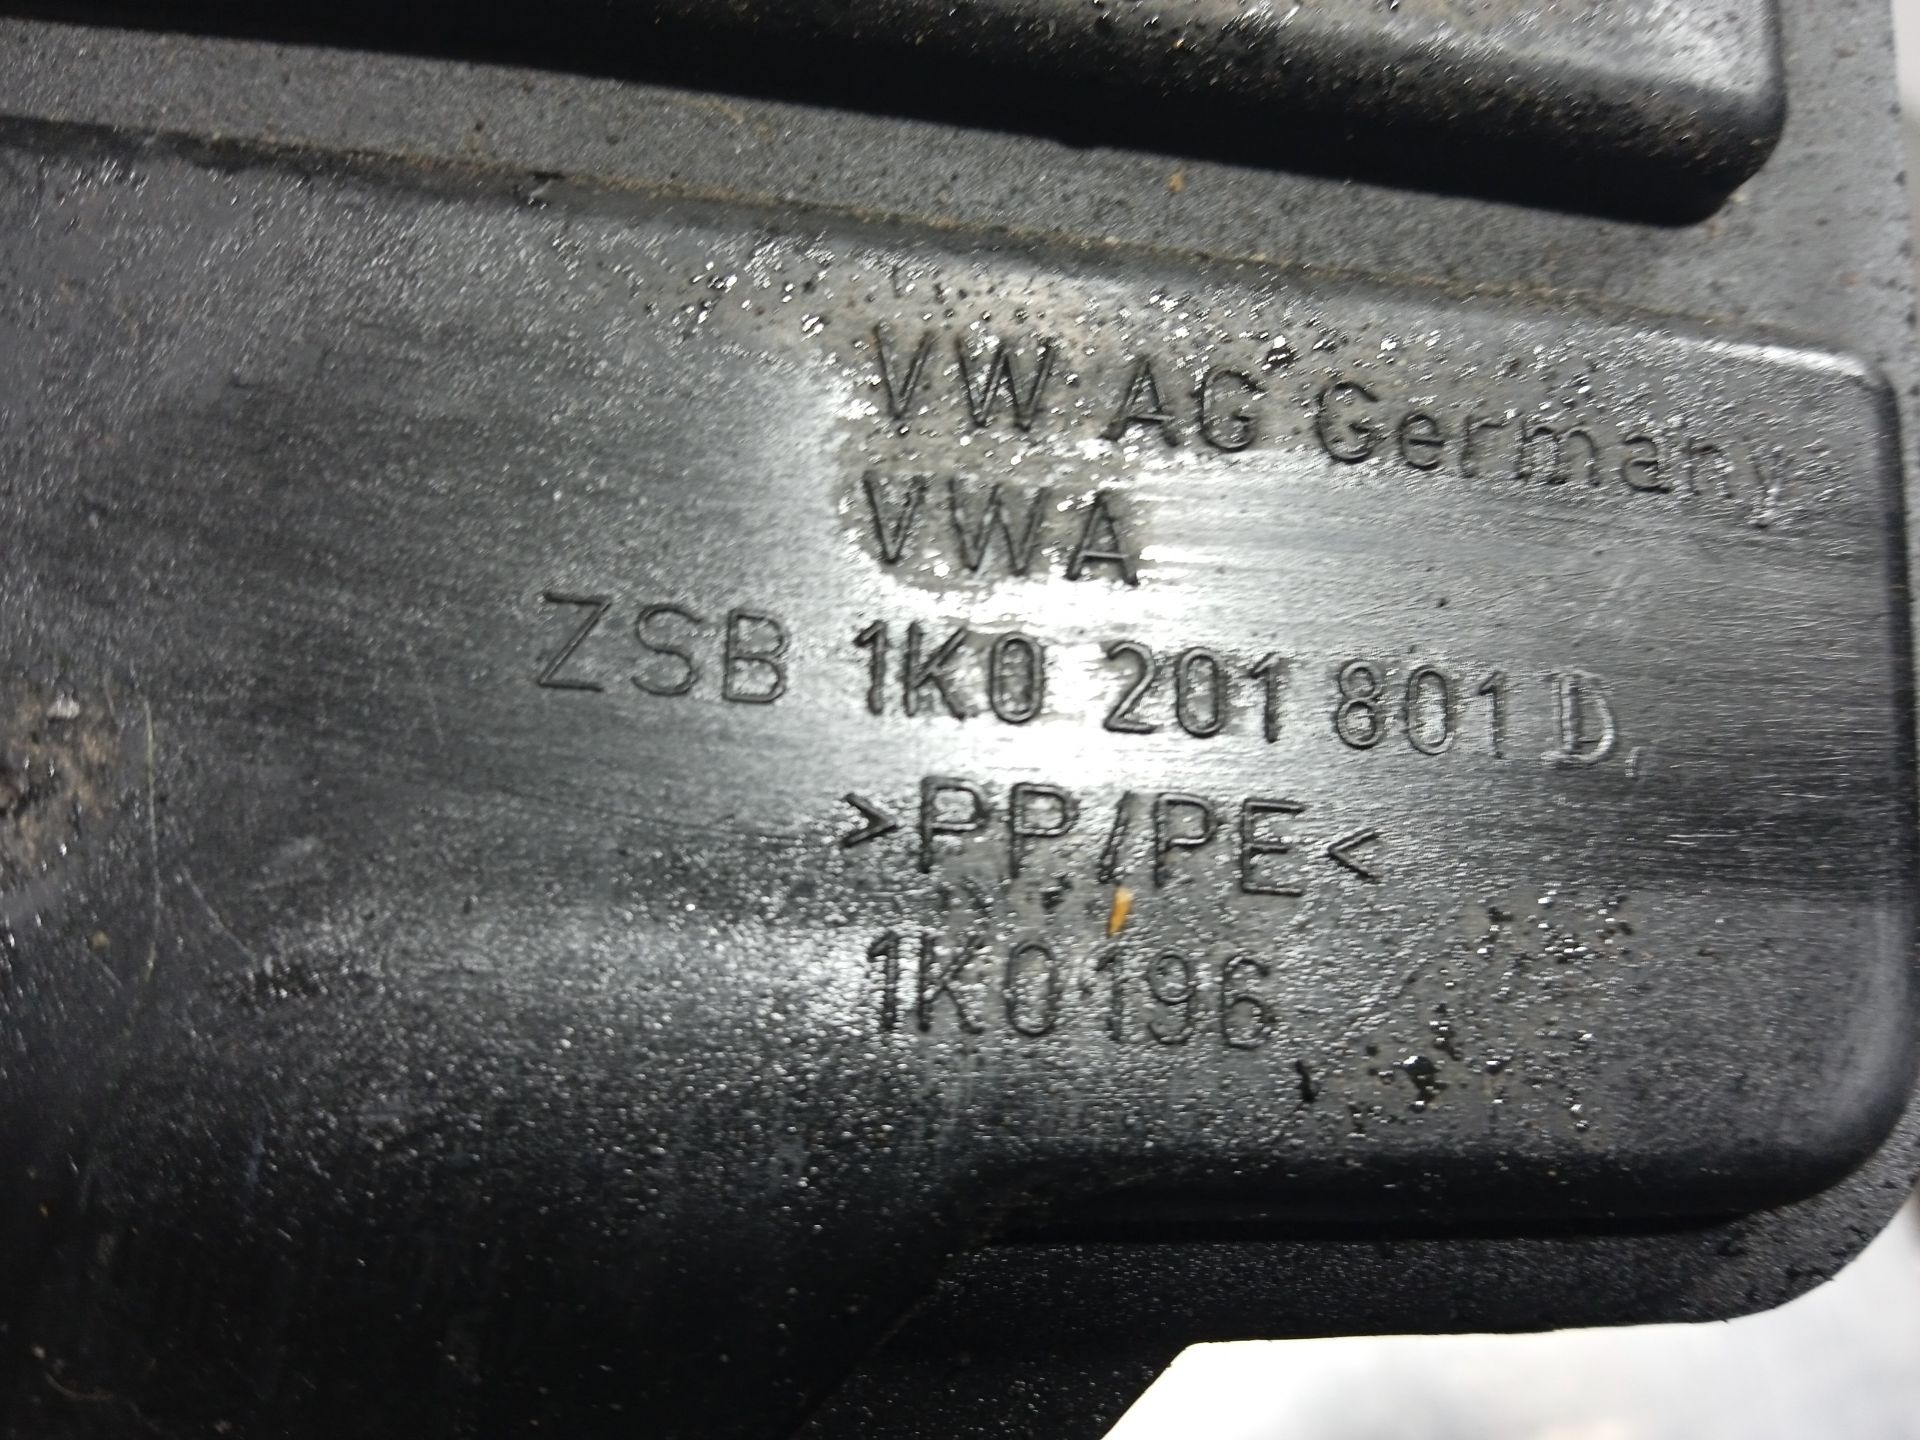 VW AG Germany
VWA
ZSB 1K0 201 801 D
>PP/PE<
1K0196